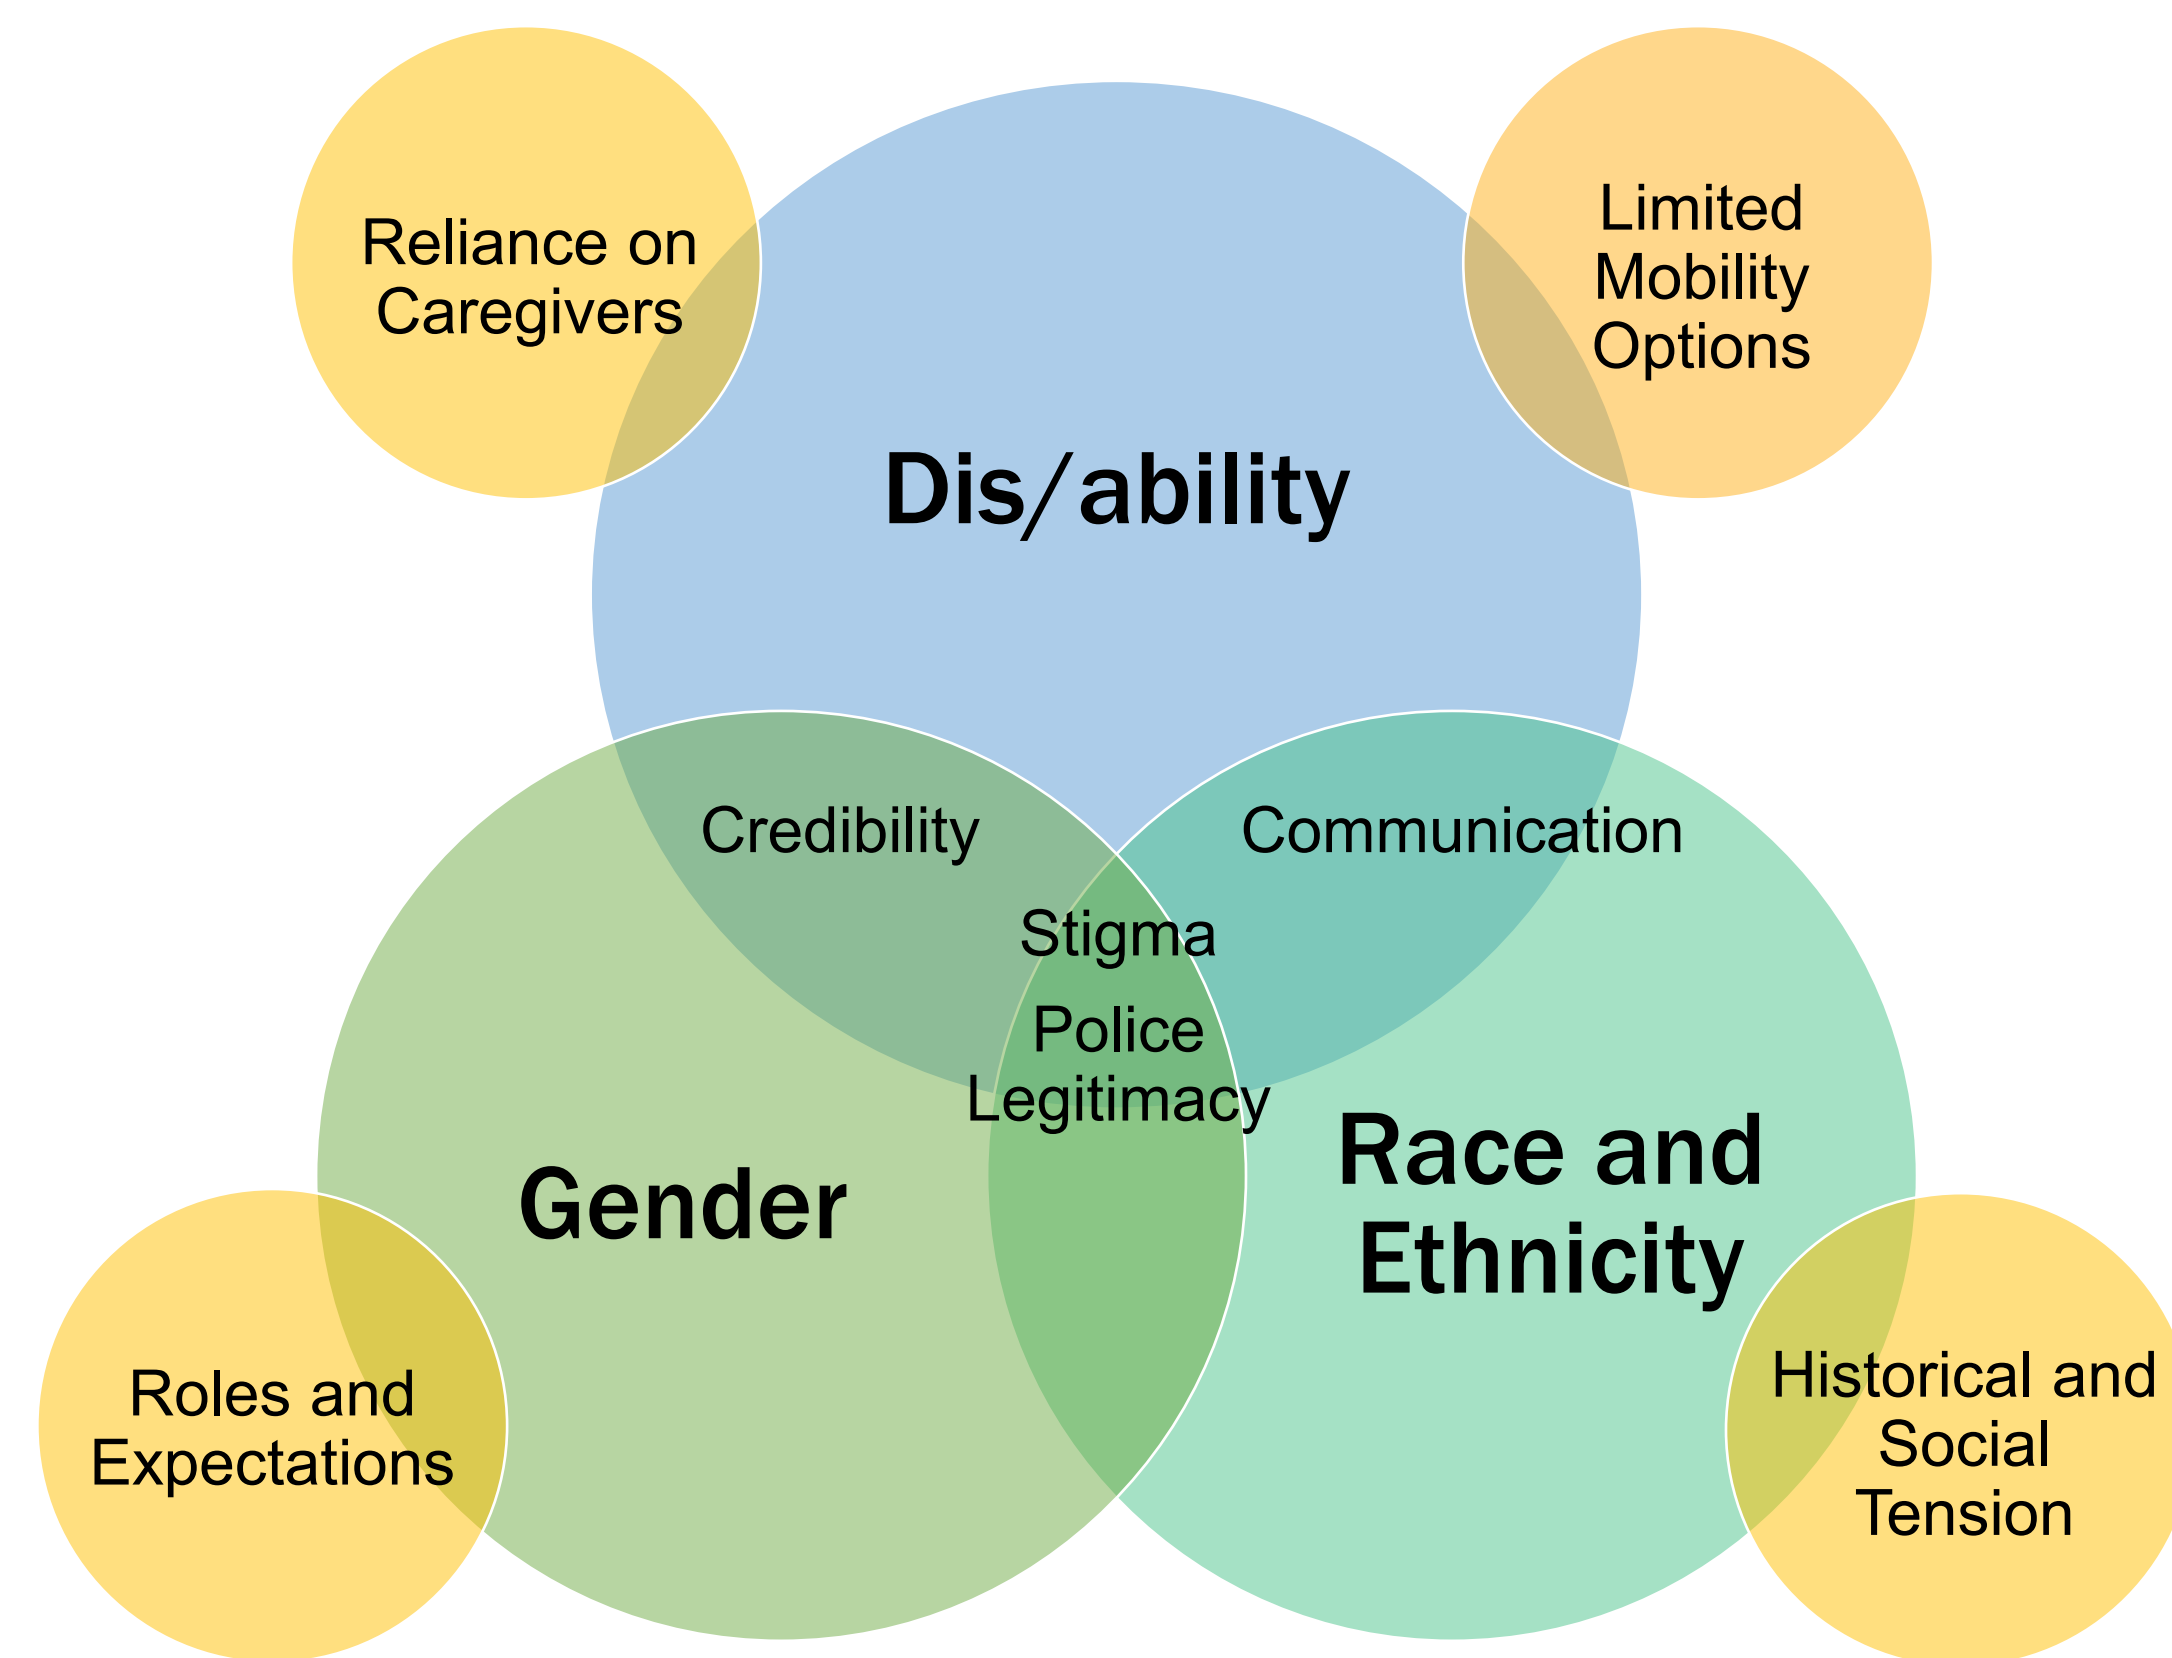 Reliance on
Caregivers
Limited
Mobility
Options
Dis/ability
Credibility
Communication
Stigma
Police
Legitimacy
Gender
Race and
Ethnicity
Roles and
Expectations
Historical and
Social
Tension